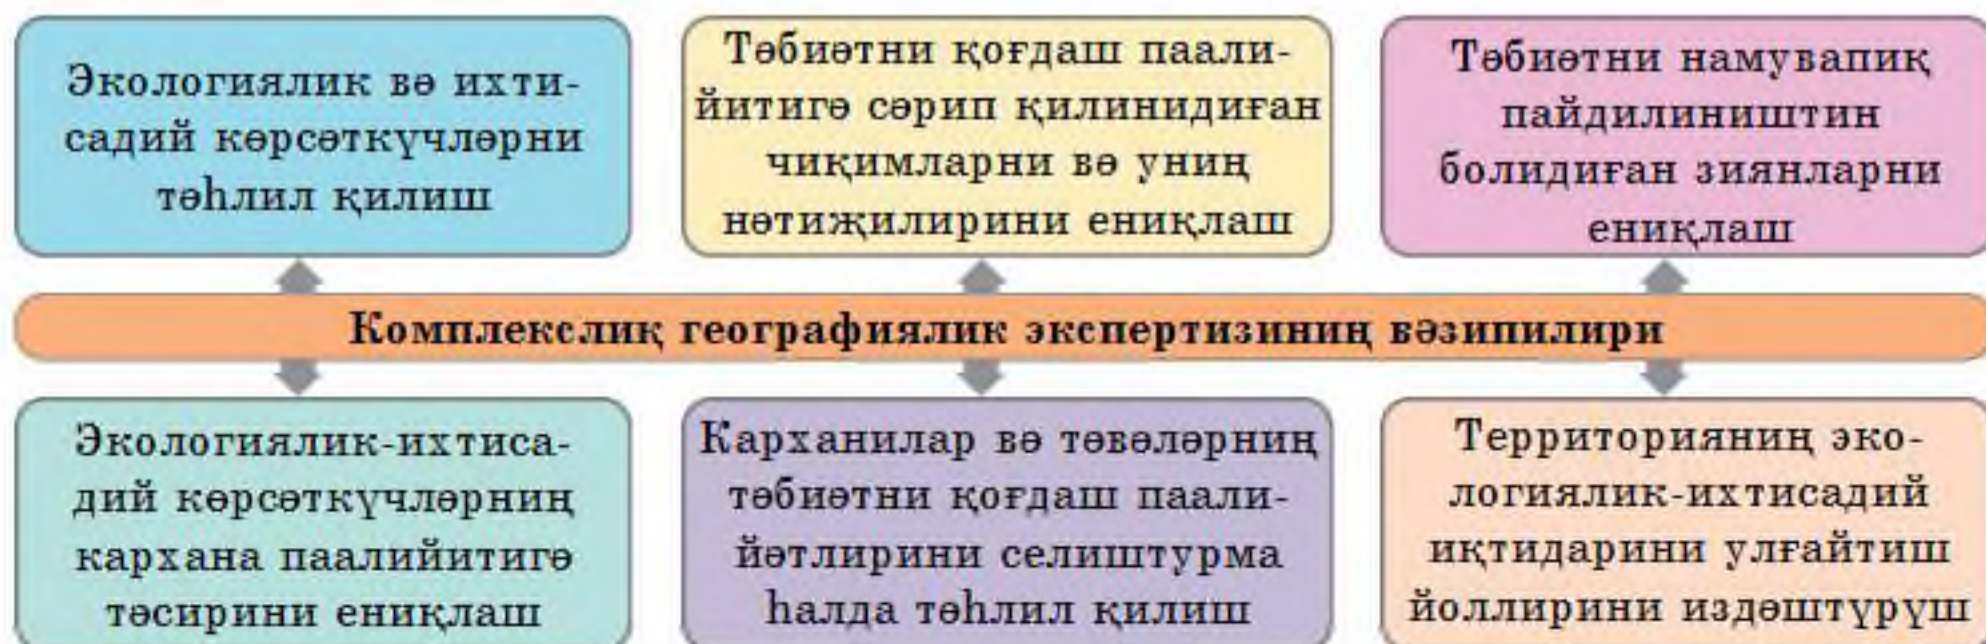 Экологиялик вә ихти-
садий көрсәткүчләрни
тәһлил қилиш
Тәбиәтни қоғдаш паали-
йитигә сәрип қилинидиған
чиқимларни вә униң
нәтиҗилирини ениқлаш
Тәбиәтни намувапиқ
пайдилиништин
болидиған зиянларни
ениқлаш
Комплекслиқ географиялик экспертизиниң вәзипилири
Экологиялик-ихтиса-
дий көрсәткүчләрниң
кархана паалийитигә
тәсирини ениқлаш
Карханилар вә тәвәләрниң
тәбиәтни қоғдаш паали-
йәтлирини селиштурма
һалда тәһлил қилиш
Территорияниң эко-
логиялик-ихтисадий
иқтидарини улғайтиш
йоллирини издәштүрүш